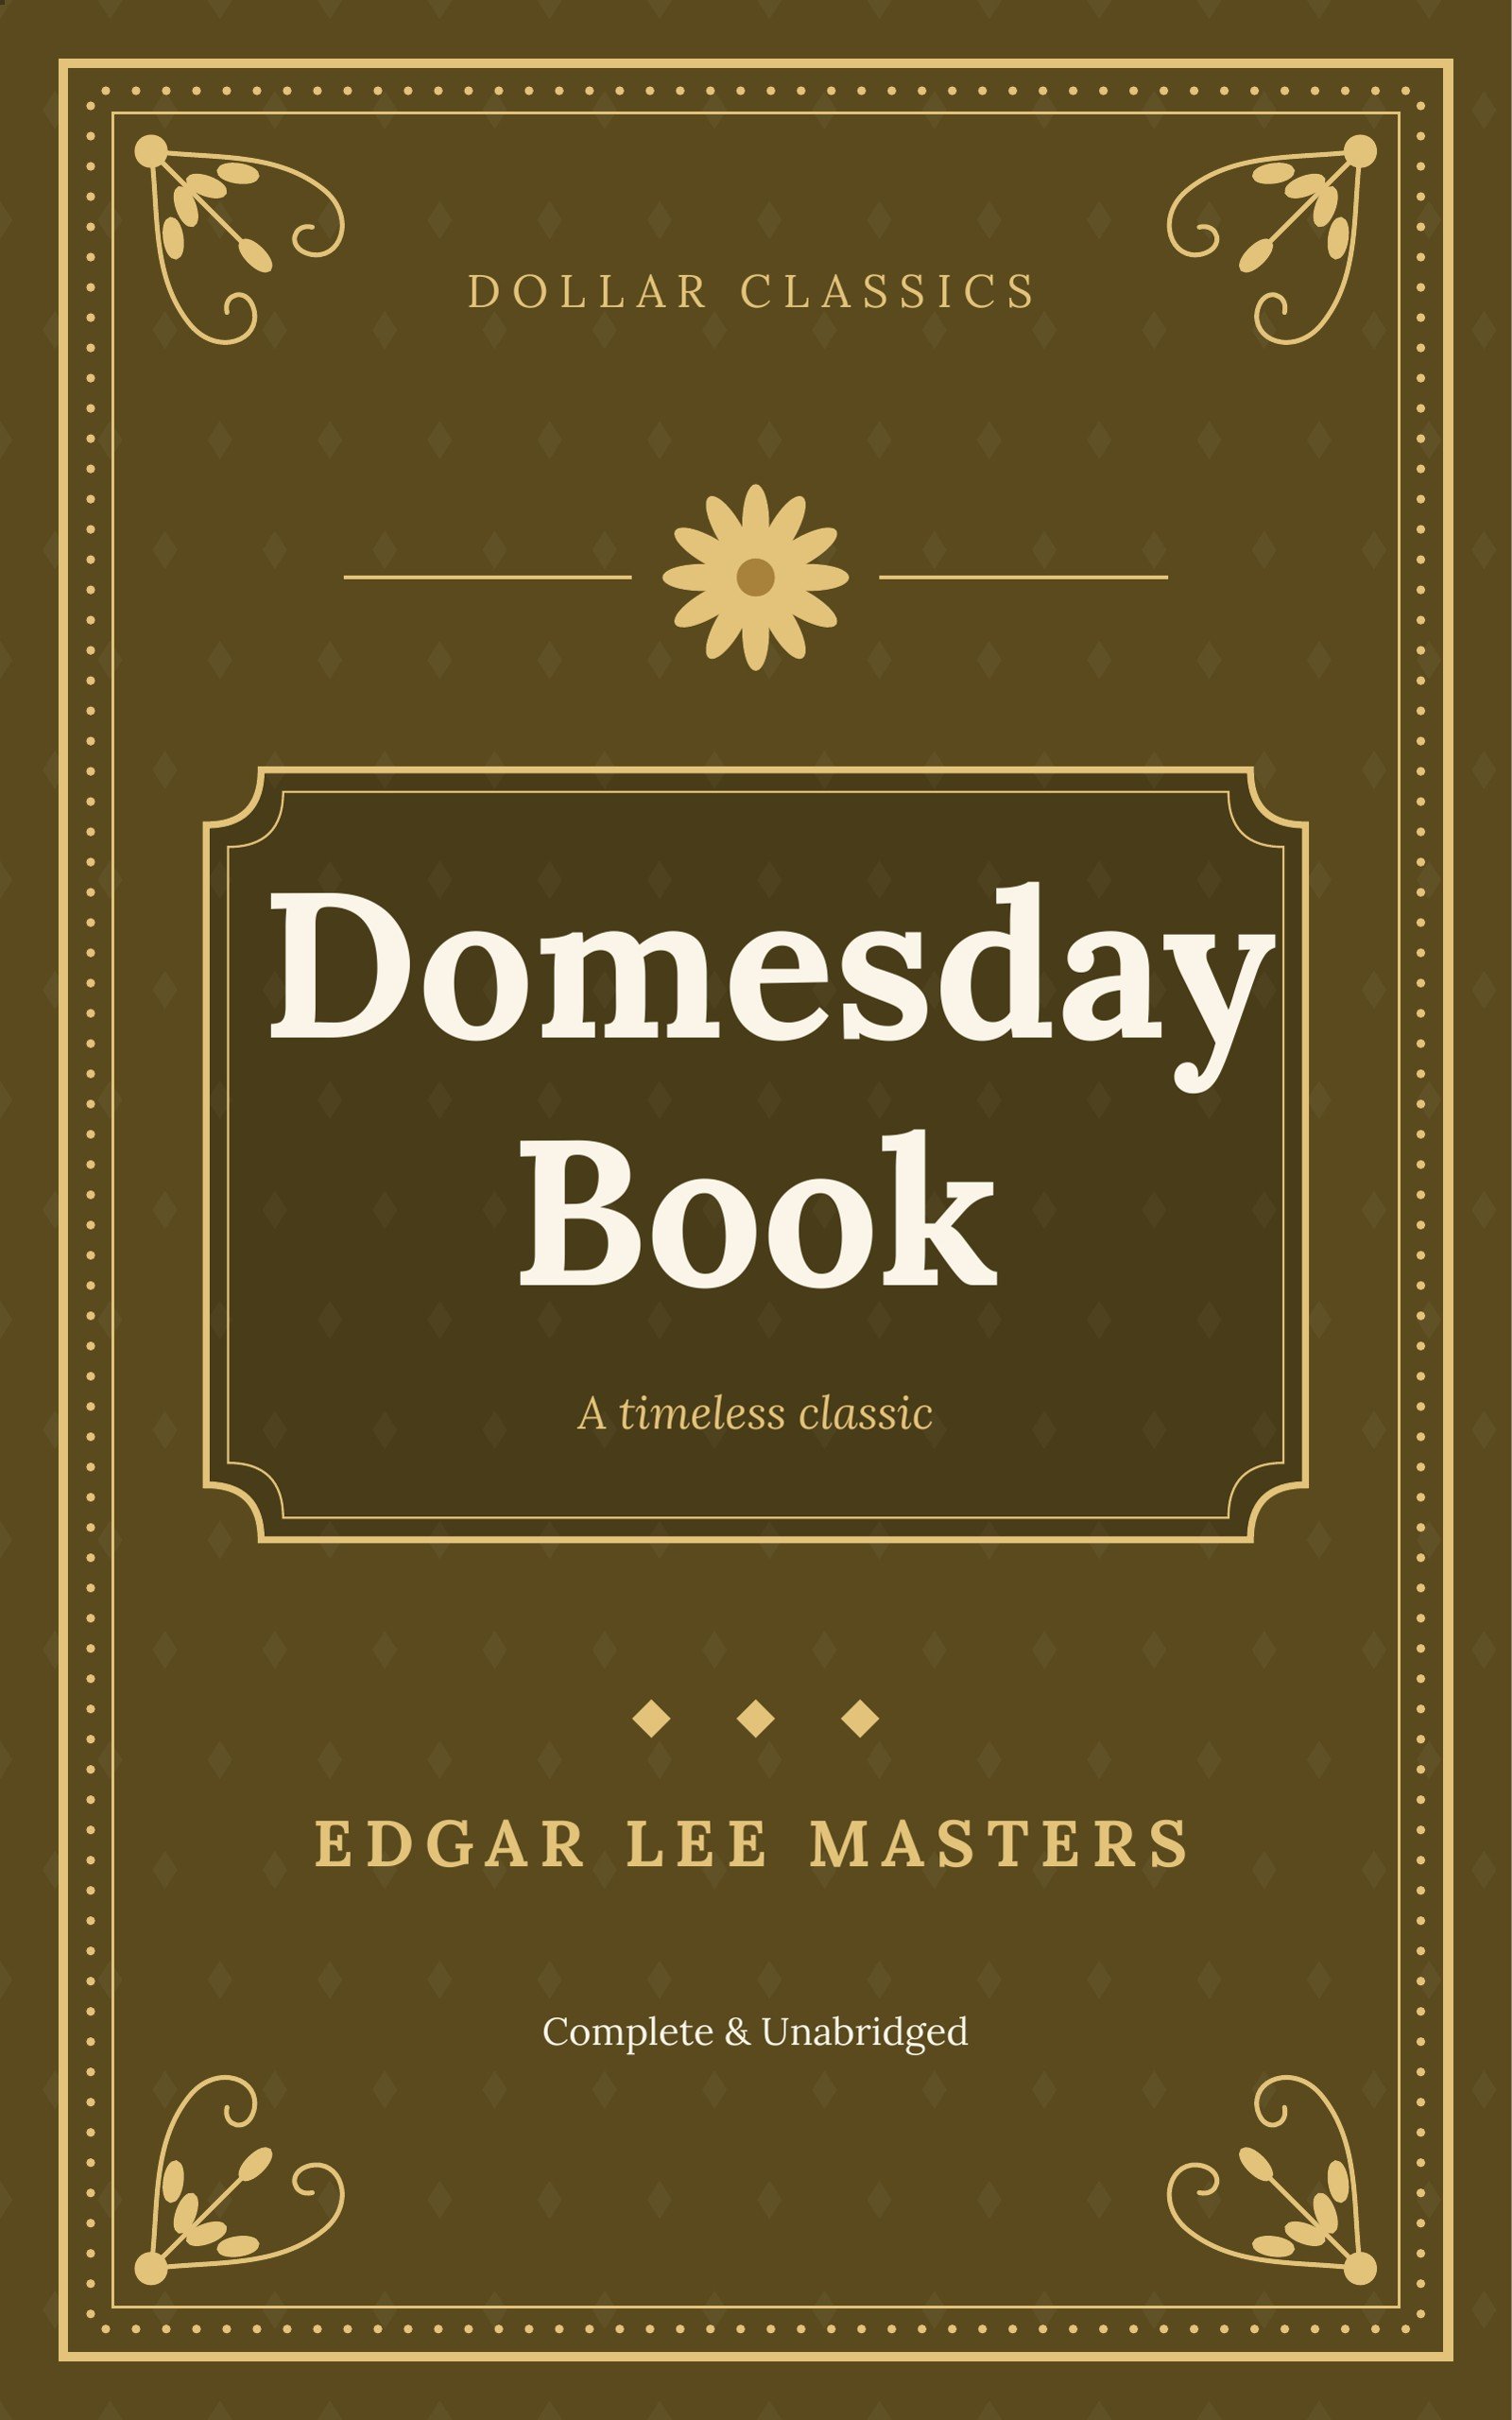 DOLLAR CLASSICS
Domesday
Book
A timeless classic
EDGAR LEE MASTERS
Complete & Unabridged